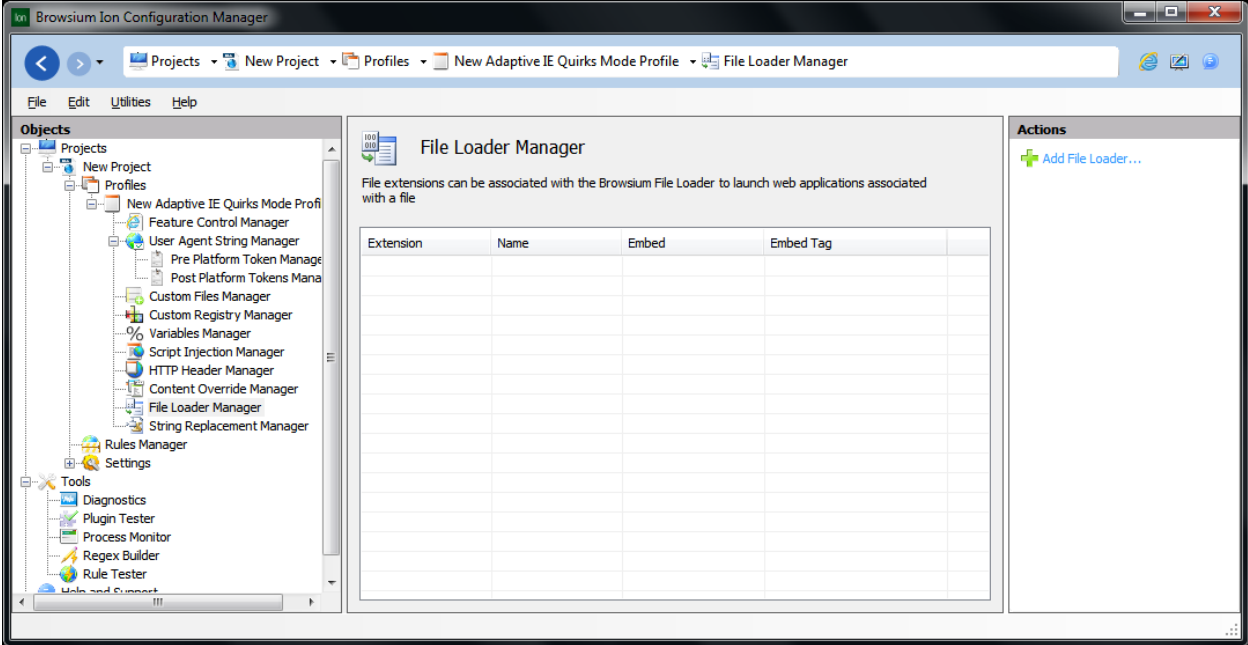 Ion Browsium Ion Configuration Manager
Projects New Project Profiles New Adaptive IE Quirks Mode Profile File Loader Manager
File Edit Utilities Help
Objects
Projects
New Project
Profiles
New Adaptive IE Quirks Mode Profi
Feature Control Manager
User Agent String Manager
Pre Platform Token Manage
Post Platform Tokens Mana
Custom Files Manager
Custom Registry Manager
Variables Manager
Script Injection Manager
HTTP Header Manager
Content Override Manager
File Loader Manager
String Replacement Manager
Rules Manager
Settings
Tools
Diagnostics
Plugin Tester
Process Monitor
Regex Builder
Rule Tester
Help and Support
File Loader Manager
File extensions can be associated with the Browsium File Loader to launch web applications associated
with a file
Extension Name Embed Embed Tag
Actions
Add File Loader...